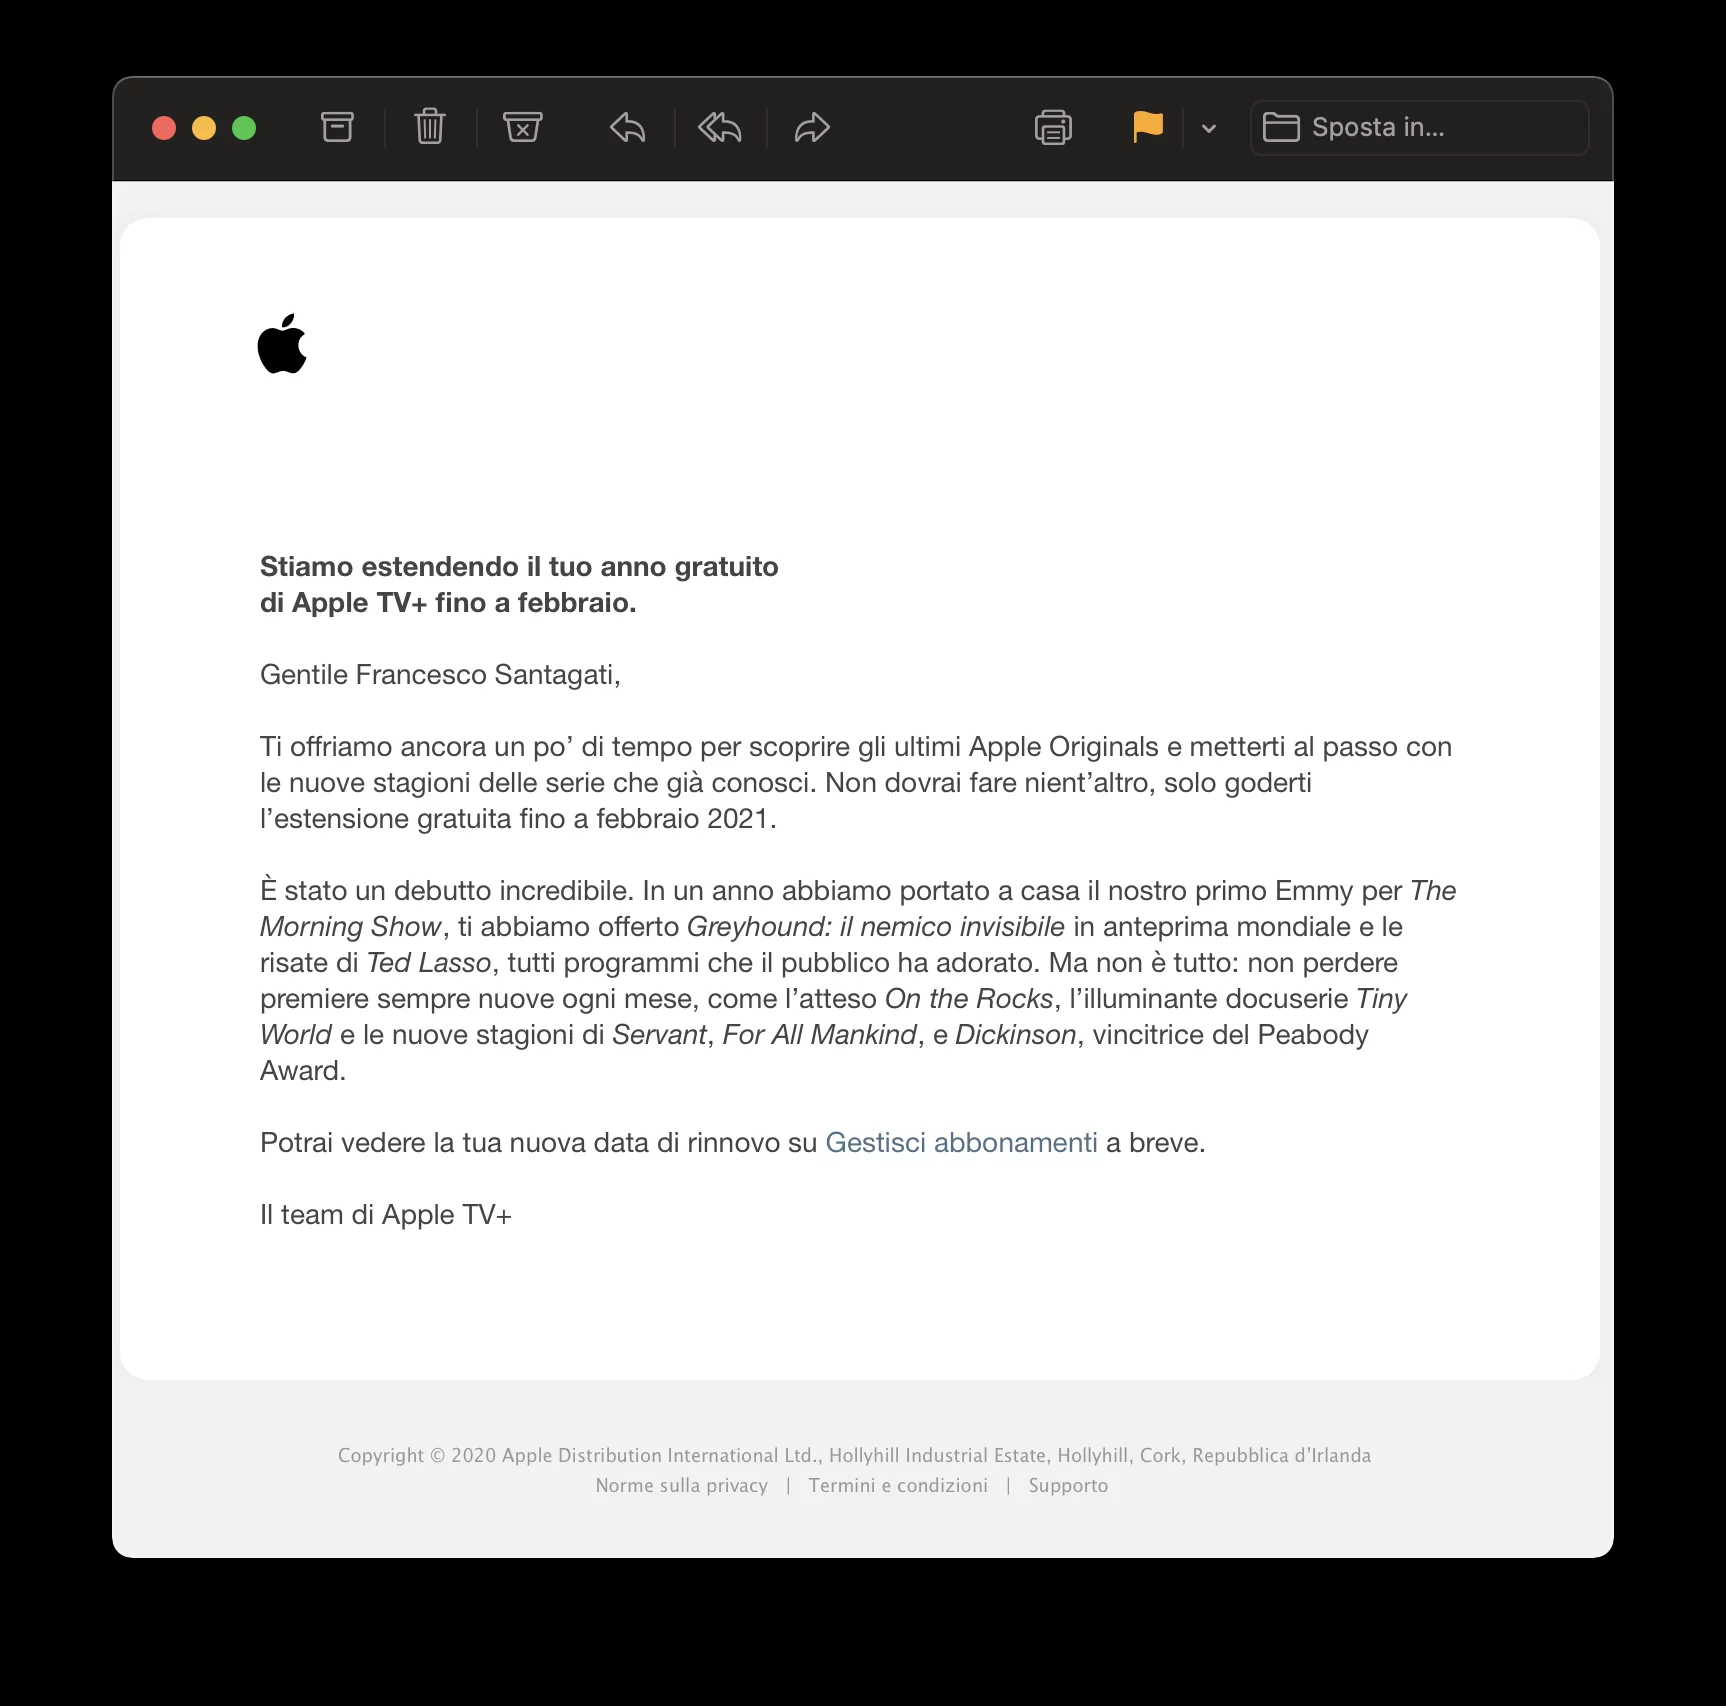 Sposta in...
Stiamo estendendo il tuo anno gratuito
di Apple TV+ fino a febbraio.
Gentile Francesco Santagati,
Ti offriamo ancora un po’ di tempo per scoprire gli ultimi Apple Originals e metterti al passo con
le nuove stagioni delle serie che già conosci. Non dovrai fare nient’altro, solo goderti
l’estensione gratuita fino a febbraio 2021.
È stato un debutto incredibile. In un anno abbiamo portato a casa il nostro primo Emmy per The
Morning Show, ti abbiamo offerto Greyhound: il nemico invisibile in anteprima mondiale e le
risate di Ted Lasso, tutti programmi che il pubblico ha adorato. Ma non è tutto: non perdere
premiere sempre nuove ogni mese, come l’atteso On the Rocks, l’illuminante docuserie Tiny
World e le nuove stagioni di Servant, For All Mankind, e Dickinson, vincitrice del Peabody
Award.
Potrai vedere la tua nuova data di rinnovo su Gestisci abbonamenti a breve.
Il team di Apple TV+
Copyright © 2020 Apple Distribution International Ltd., Hollyhill Industrial Estate, Hollyhill, Cork, Repubblica d’Irlanda
Norme sulla privacy | Termini e condizioni | Supporto